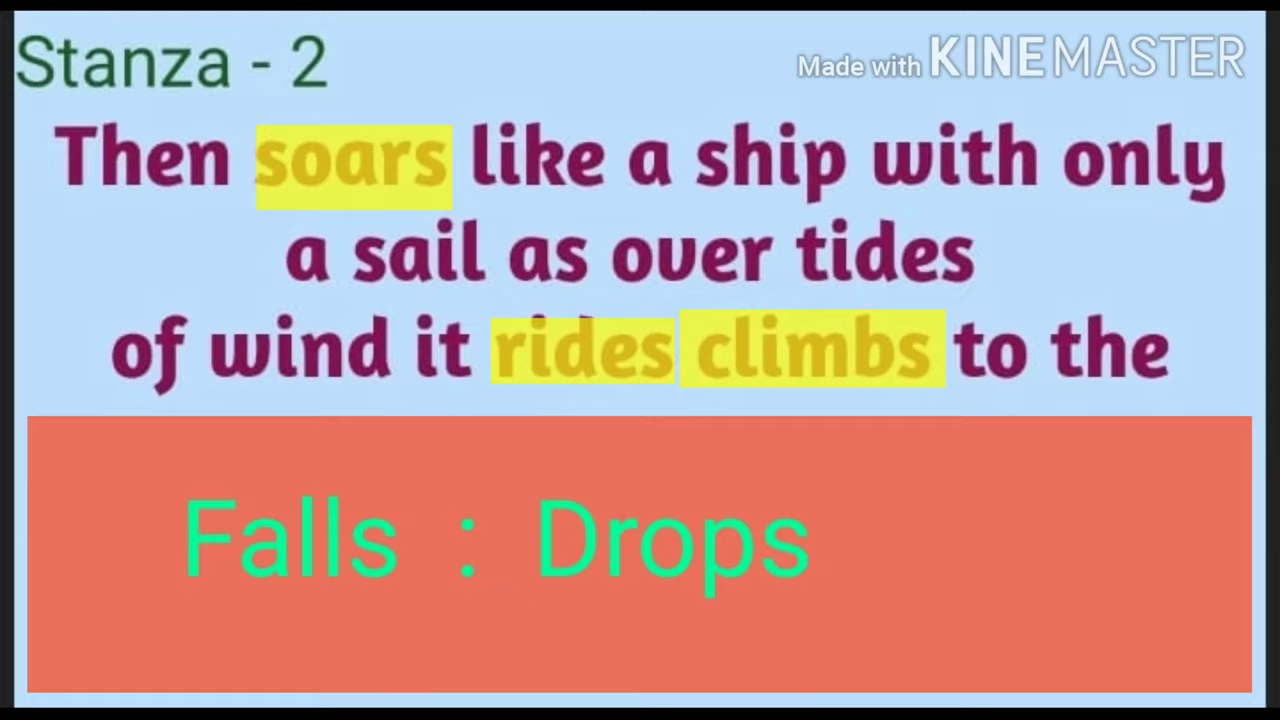 Stanza - 2
Made with KINEMASTER
Then soars like a ship with only
a sail as over tides
of wind it rides climbs to the
Falls : Drops